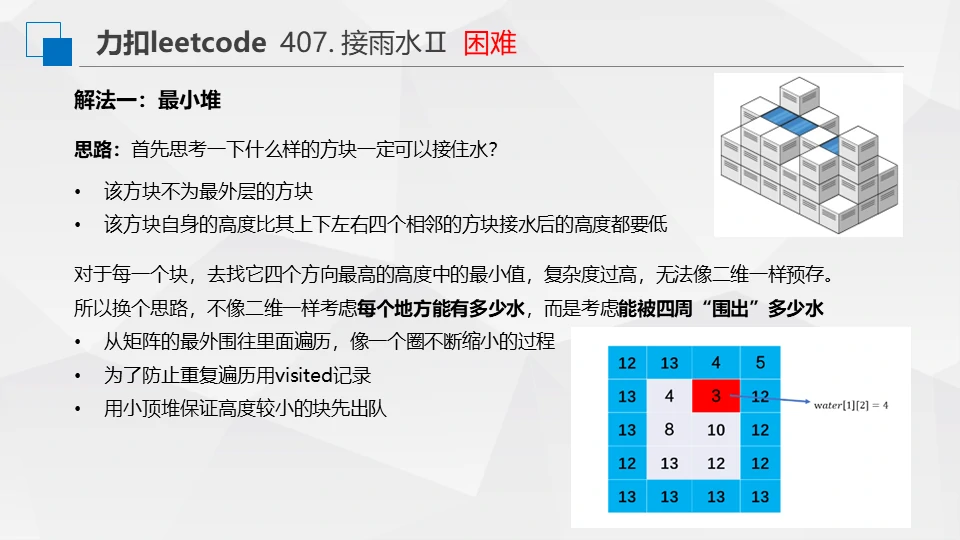 力扣leetcode 407. 接雨水Ⅱ 困难
解法一：最小堆
思路：首先思考一下什么样的方块一定可以接住水？
• 该方块不为最外层的方块
• 该方块自身的高度比其上下左右四个相邻的方块接水后的高度都要低
对于每一个块，去找它四个方向最高的高度中的最小值，复杂度过高，无法像二维一样预存。
所以换个思路，不像二维一样考虑每个地方能有多少水，而是考虑能被四周“围出”多少水
• 从矩阵的最外围往里面遍历，像一个圈不断缩小的过程
• 为了防止重复遍历用visited记录
• 用小顶堆保证高度较小的块先出队
12 13 4 5
13 4 3 12
water[1][2] = 4
13 8 10 12
12 13 12 12
13 13 13 13